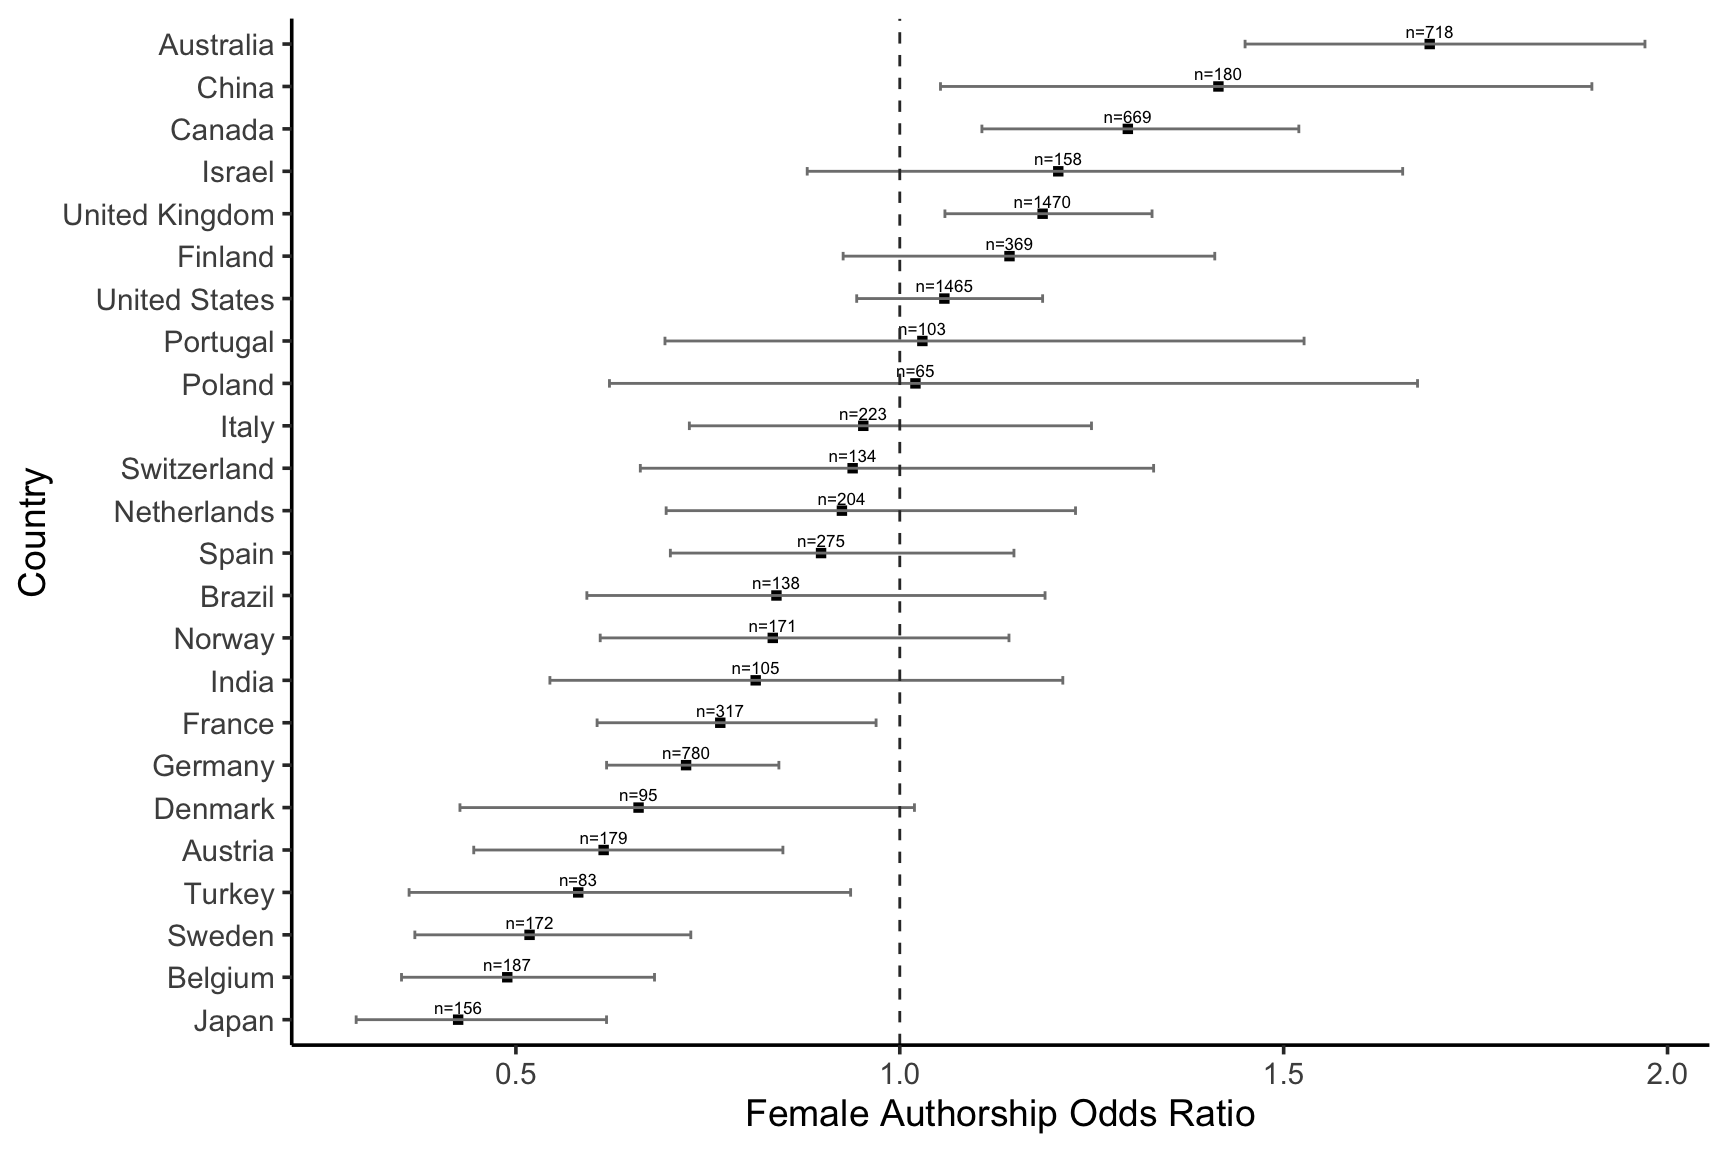 Australia n=718
China n=180
Canada n=669
Israel n=158
United Kingdom n=1470
Finland n=369
United States n=1465
Portugal n=103
Poland n=65
Italy n=223
Switzerland n=134
Netherlands n=204
Spain n=275
Brazil n=138
Norway n=171
India n=105
France n=317
Germany n=780
Denmark n=95
Austria n=179
Turkey n=83
Sweden n=172
Belgium n=187
Japan n=156
Country
0.5 1.0 1.5 2.0
Female Authorship Odds Ratio